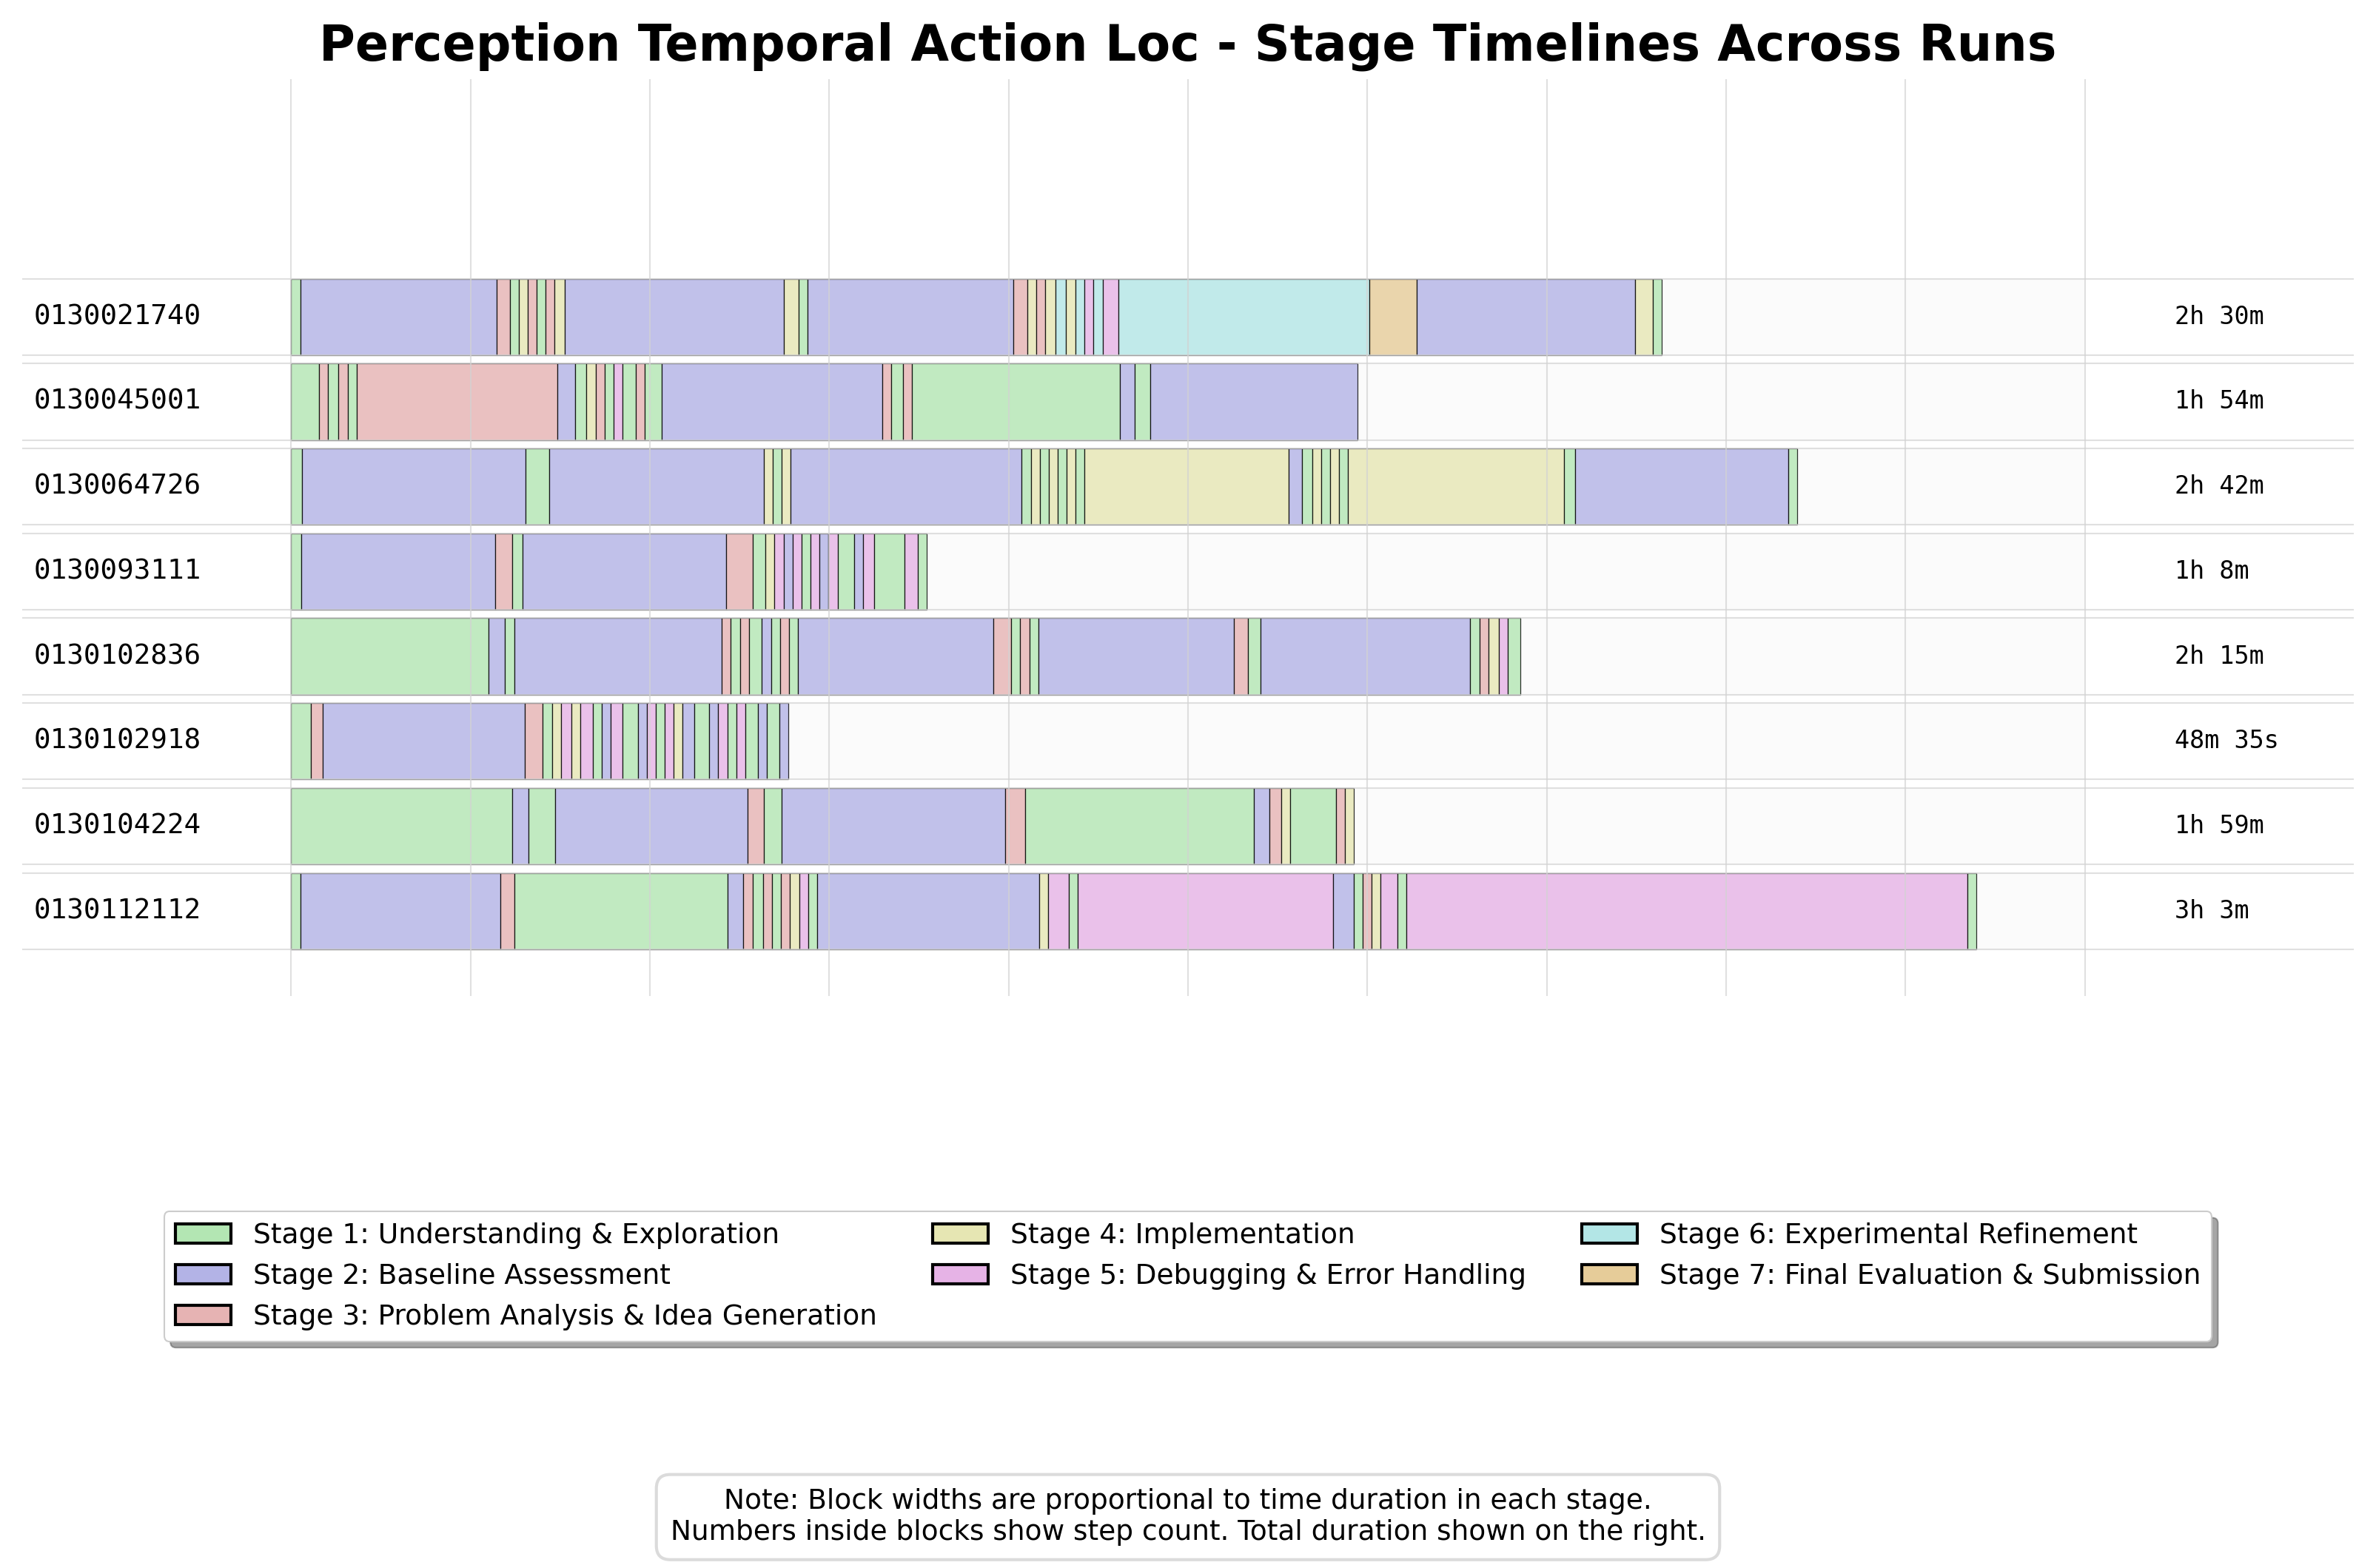 Perception Temporal Action Loc - Stage Timelines Across Runs
0130021740 2h 30m
0130045001 1h 54m
0130064726 2h 42m
0130093111 1h 8m
0130102836 2h 15m
0130102918 48m 35s
0130104224 1h 59m
0130112112 3h 3m
Stage 1: Understanding & Exploration
Stage 2: Baseline Assessment
Stage 3: Problem Analysis & Idea Generation
Stage 4: Implementation
Stage 5: Debugging & Error Handling
Stage 6: Experimental Refinement
Stage 7: Final Evaluation & Submission
Note: Block widths are proportional to time duration in each stage.
Numbers inside blocks show step count. Total duration shown on the right.